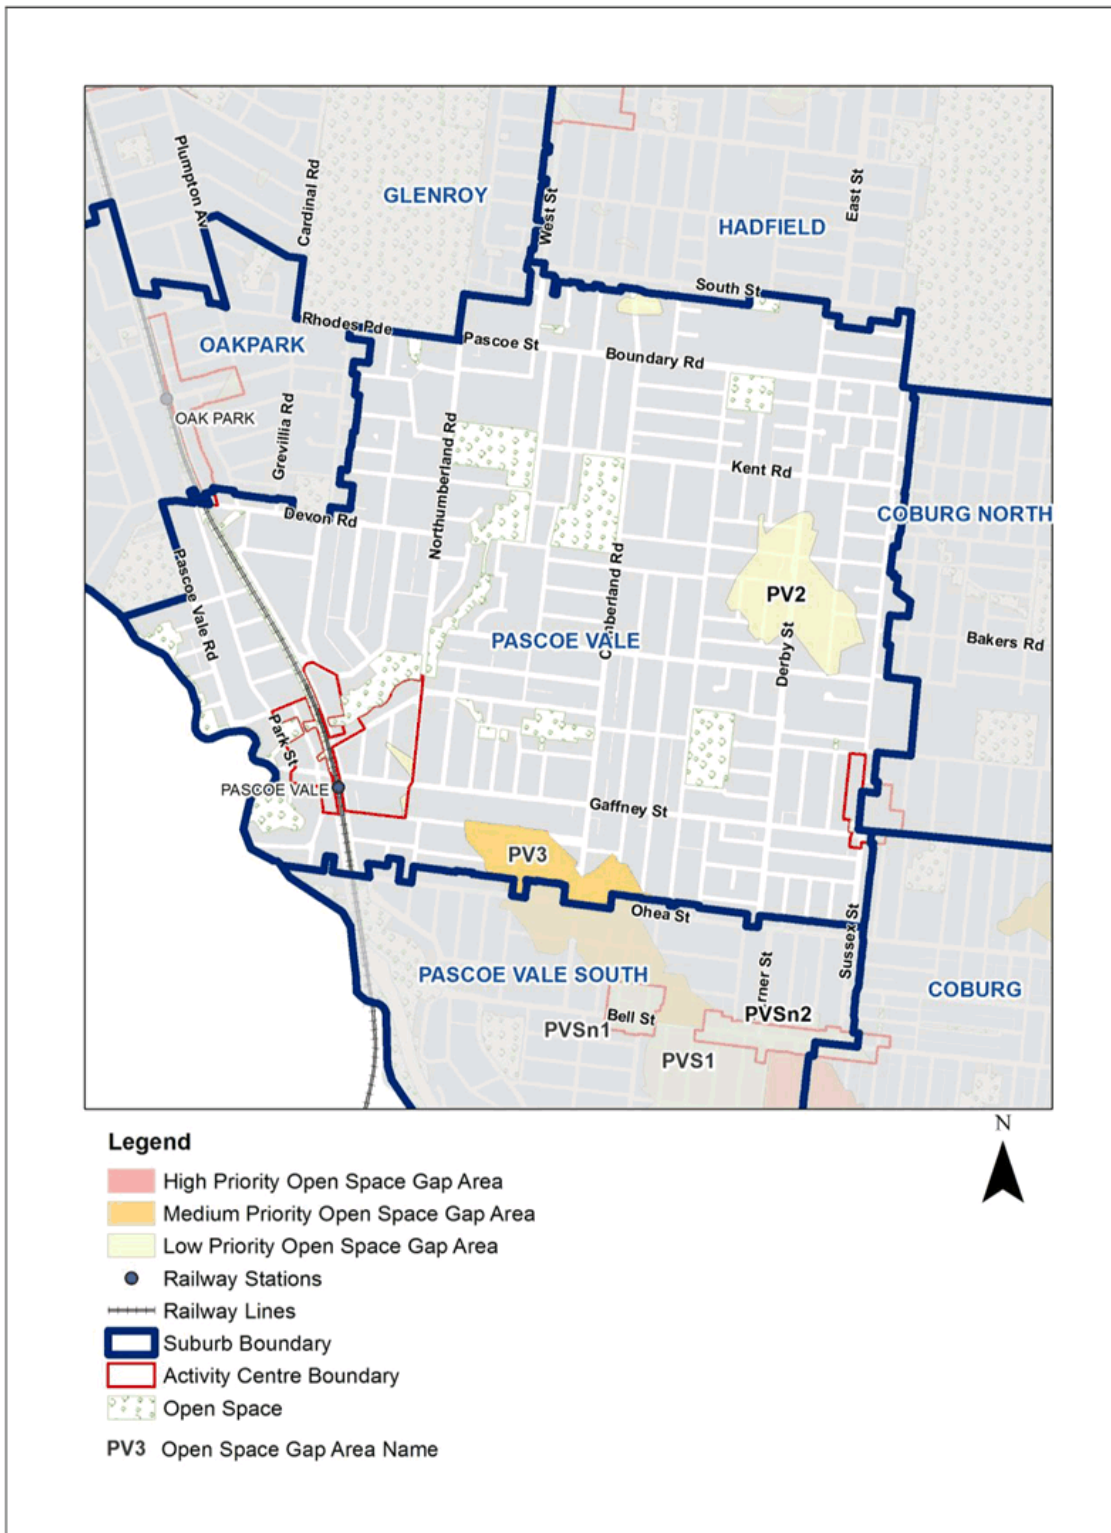 Plumpton Av
Cardinal Rd
GLENROY
West St
HADFIELD
East St
South St
Rhodes Pde
OAKPARK
Pascoe St
Boundary Rd
OAK PARK
Grevillia Rd
Northumberland Rd
Kent Rd
COBURG NORTH
Devon Rd
Pascoe Vale Rd
Cumberland Rd
PV2
PASCOE VALE
Derby St
Bakers Rd
Park St
PASCOE VALE
Gaffney St
PV3
Ohea St
Sussex St
PASCOE VALE SOUTH
rner St
COBURG
Bell St
PVSn1
PVSn2
PVS1
N
Legend
High Priority Open Space Gap Area
Medium Priority Open Space Gap Area
Low Priority Open Space Gap Area
Railway Stations
Railway Lines
Suburb Boundary
Activity Centre Boundary
Open Space
PV3 Open Space Gap Area Name